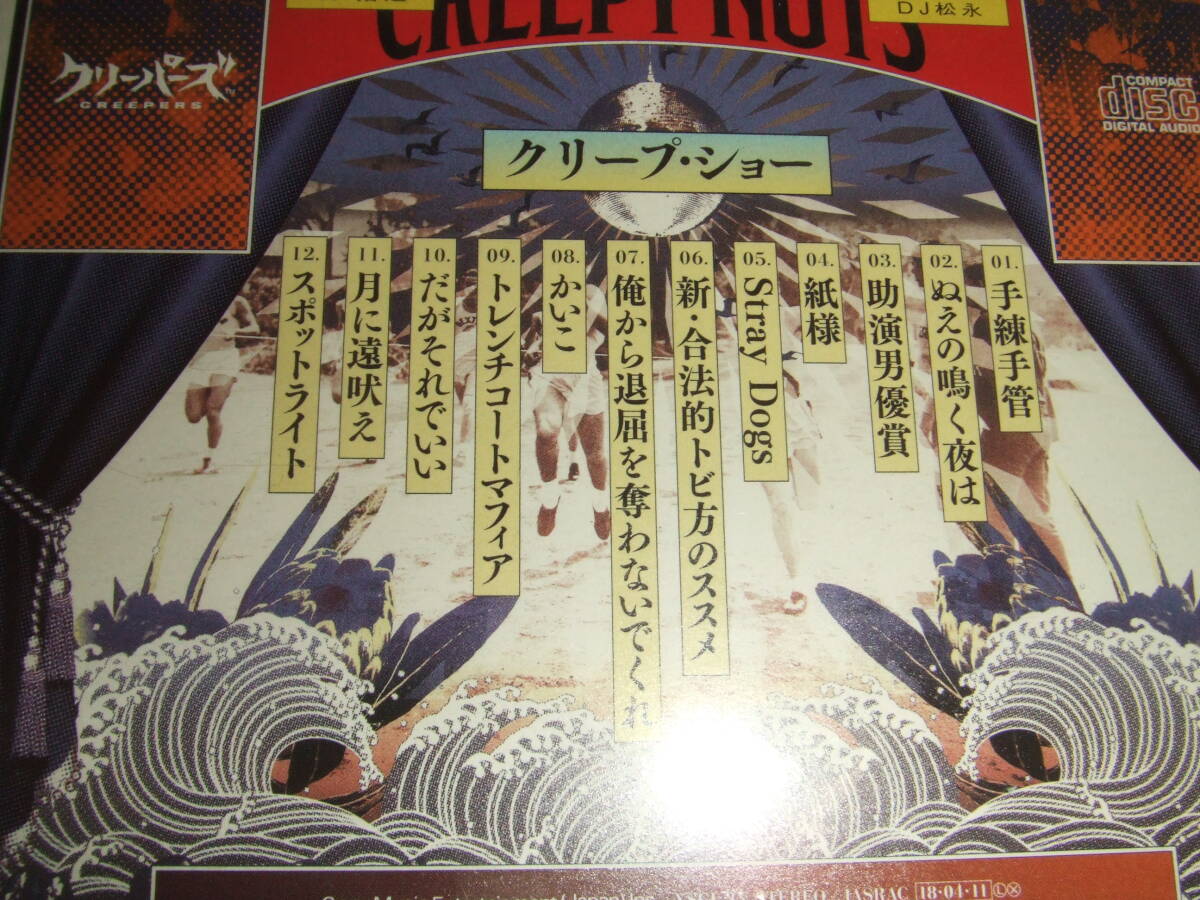 CREEPY NUTS
DJ松永
クリーパーズ
CREEPERS
COMPACT
disc
DIGITAL AUDIO
クリープ・ショー
01. 手練手管
02. ぬえの鳴く夜は
03. 助演男優賞
04. 紙様
05. Stray Dogs
06. 新・合法的トビ方のススメ
07. 俺から退屈を奪わないでくれ
08. かいこ
09. トレンチコートマフィア
10. だがそれでいい
11. 月に遠吠え
12. スポットライト
Music Entertainment (Japan) Inc. STEREO / JASRAC 18・04・11 Ⓛ Ⓧ